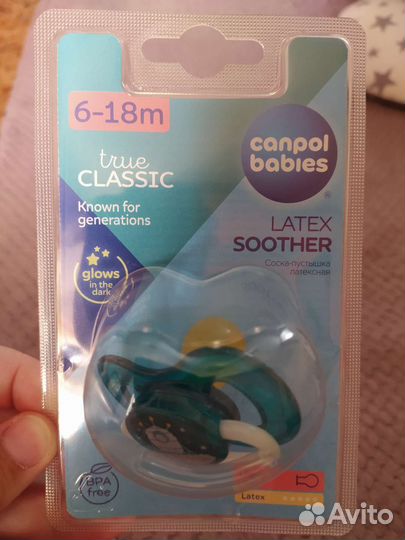 6-18m
canpol
babies
®
true
CLASSIC
Known for
generations
LATEX
SOOTHER
Соска-пустышка
латексная
glows
in the
dark
BPA
free
Latex
Avito